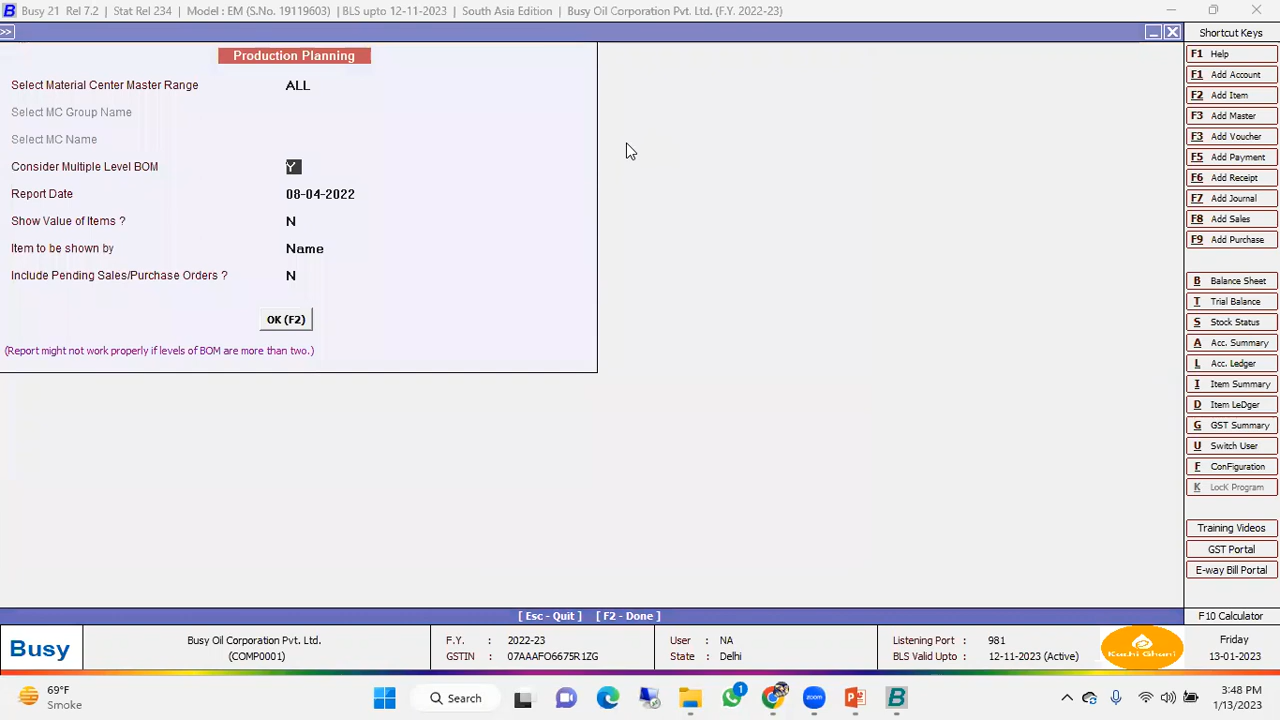 Busy 21 Rel 7.2 | Stat Rel 234 | Model : EM (S.No. 19119603) | BLS upto 12-11-2023 | South Asia Edition | Busy Oil Corporation Pvt. Ltd. (F.Y. 2022-23)
>>
Shortcut Keys
Production Planning
Select Material Center Master Range ALL
Select MC Group Name
Select MC Name
Consider Multiple Level BOM Y
Report Date 08-04-2022
Show Value of Items ? N
Item to be shown by Name
Include Pending Sales/Purchase Orders ? N
OK (F2)
(Report might not work properly if levels of BOM are more than two.)
F1 Help
F1 Add Account
F2 Add Item
F3 Add Master
F3 Add Voucher
F5 Add Payment
F6 Add Receipt
F7 Add Journal
F8 Add Sales
F9 Add Purchase
B Balance Sheet
T Trial Balance
S Stock Status
A Acc. Summary
L Acc. Ledger
I Item Summary
D Item LeDger
G GST Summary
U Switch User
F ConFiguration
K LocK Program
Training Videos
GST Portal
E-way Bill Portal
[ Esc - Quit ] [ F2 - Done ]
F10 Calculator
Busy
Busy Oil Corporation Pvt. Ltd.
(COMP0001)
F.Y. : 2022-23
GSTIN : 07AAAFO6675R1ZG
User : NA
State : Delhi
Listening Port : 981
BLS Valid Upto : 12-11-2023 (Active)
Kachi Ghani
Friday
13-01-2023
69°F
Smoke
Search
1
zoom
3:48 PM
1/13/2023